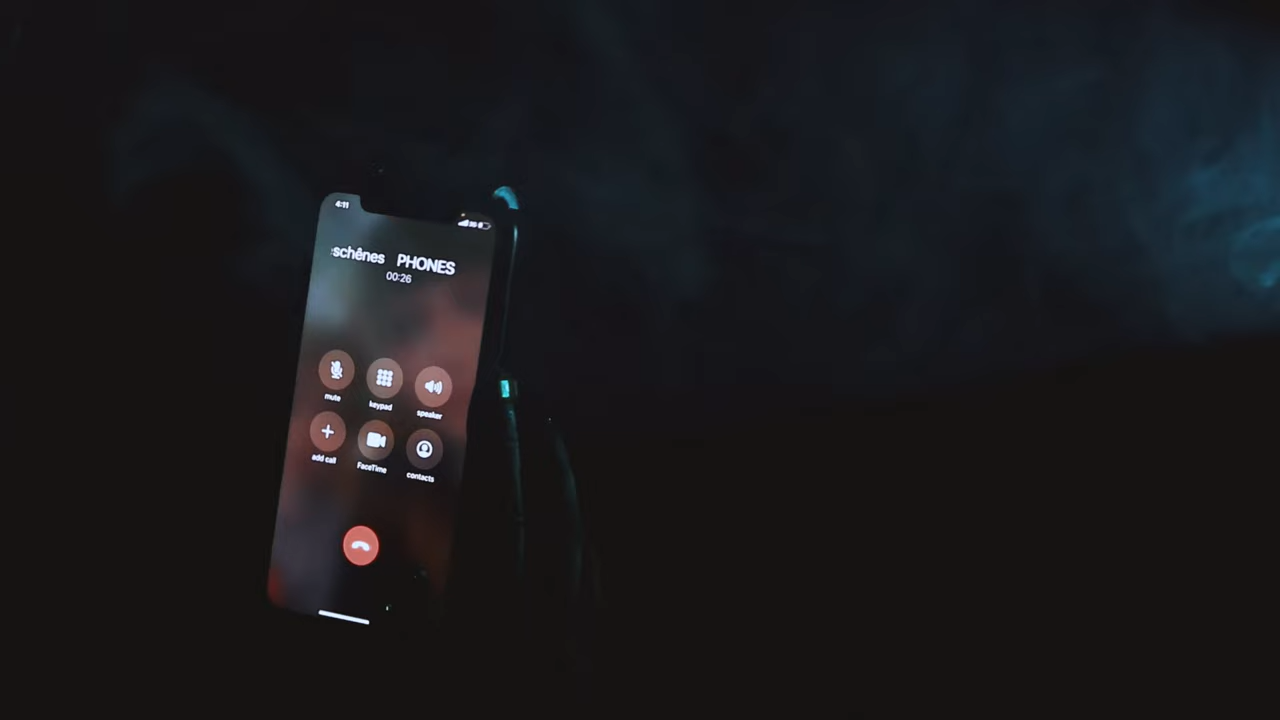 4:11
schênes PHONES
00:26
mute keypad speaker
add call FaceTime contacts